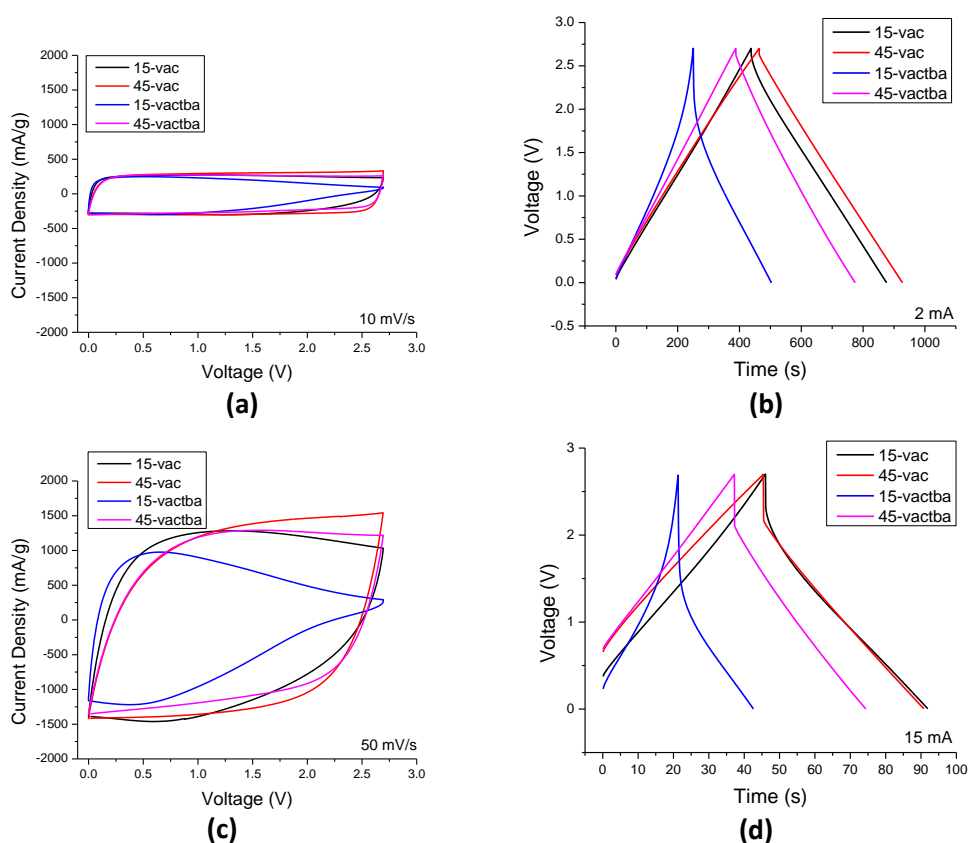 2000
1500
1000
500
0
-500
-1000
-1500
-2000
Current Density (mA/g)
15-vac
45-vac
15-vactba
45-vactba
10 mV/s
0.0 0.5 1.0 1.5 2.0 2.5 3.0
Voltage (V)
(a)
3.0
2.5
2.0
1.5
1.0
0.5
0.0
-0.5
Voltage (V)
15-vac
45-vac
15-vactba
45-vactba
2 mA
0 200 400 600 800 1000
Time (s)
(b)
2000
1500
1000
500
0
-500
-1000
-1500
-2000
Current Density (mA/g)
15-vac
45-vac
15-vactba
45-vactba
50 mV/s
0.0 0.5 1.0 1.5 2.0 2.5 3.0
Voltage (V)
(c)
3
2
1
0
Voltage (V)
15-vac
45-vac
15-vactba
45-vactba
15 mA
0 10 20 30 40 50 60 70 80 90 100
Time (s)
(d)